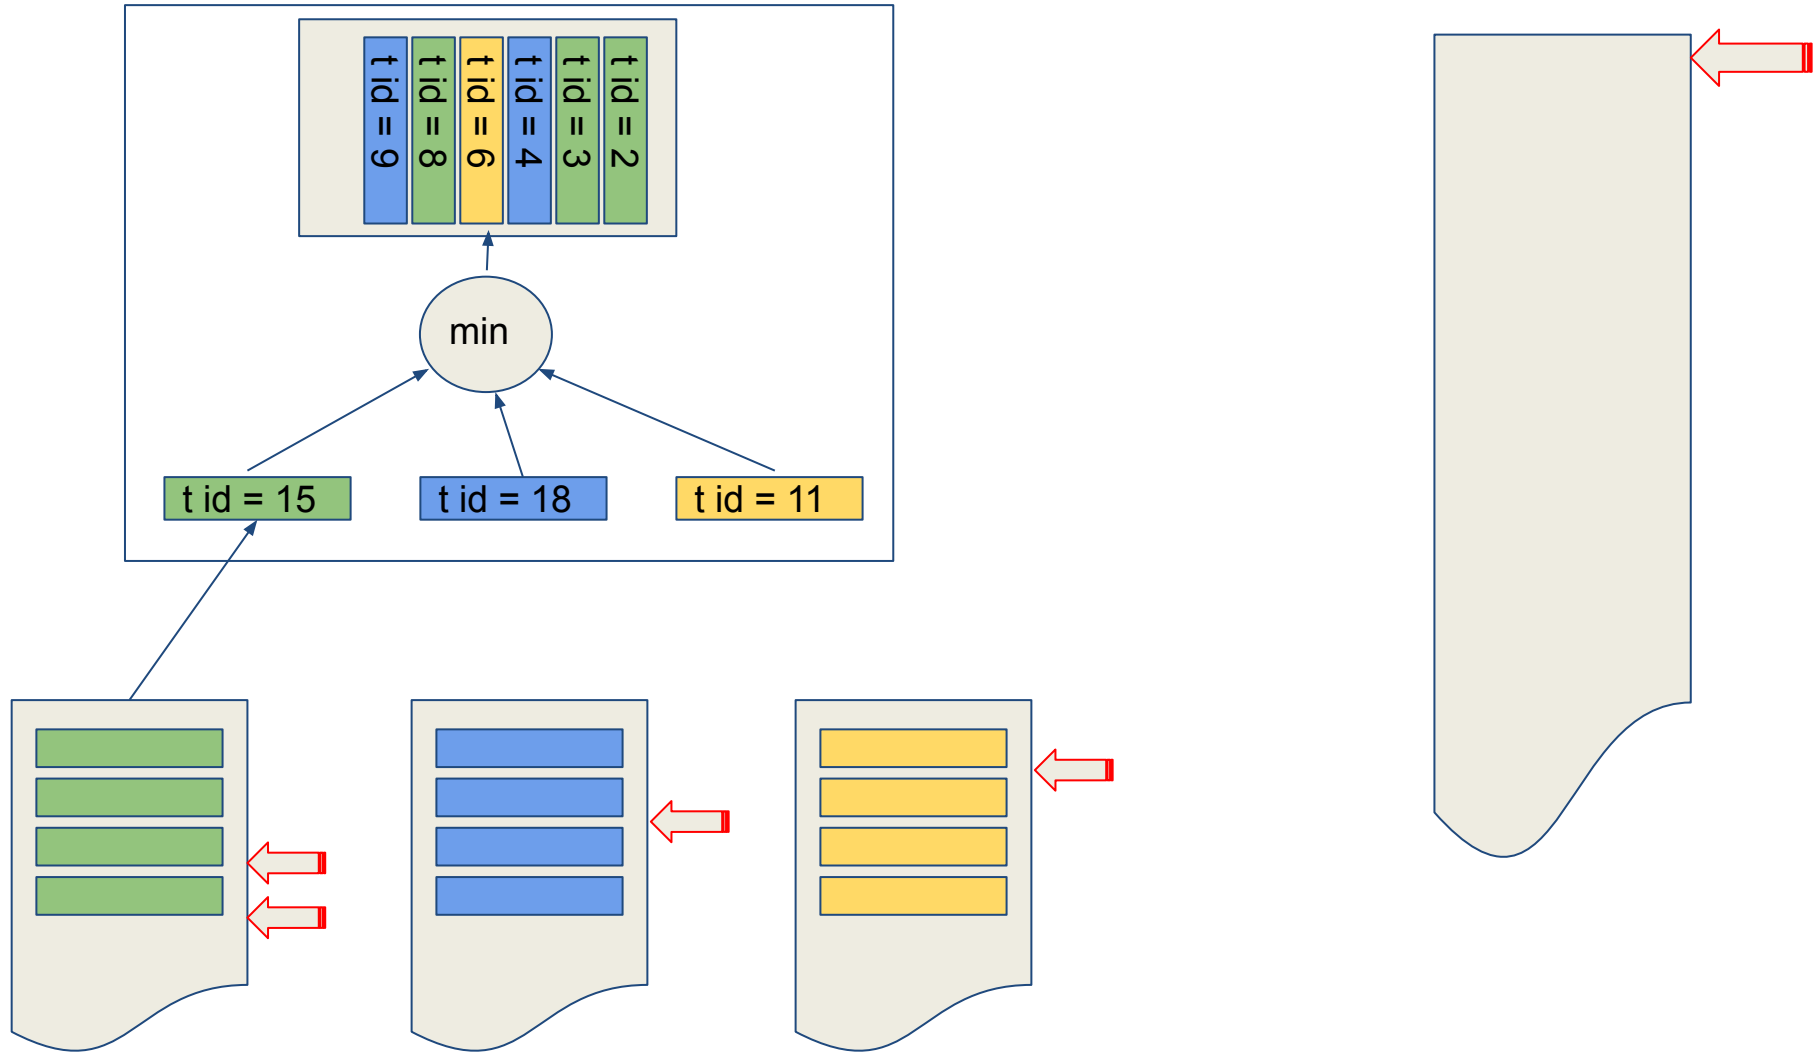 t id = 9
t id = 8
t id = 6
t id = 4
t id = 3
t id = 2
min
t id = 15
t id = 18
t id = 11